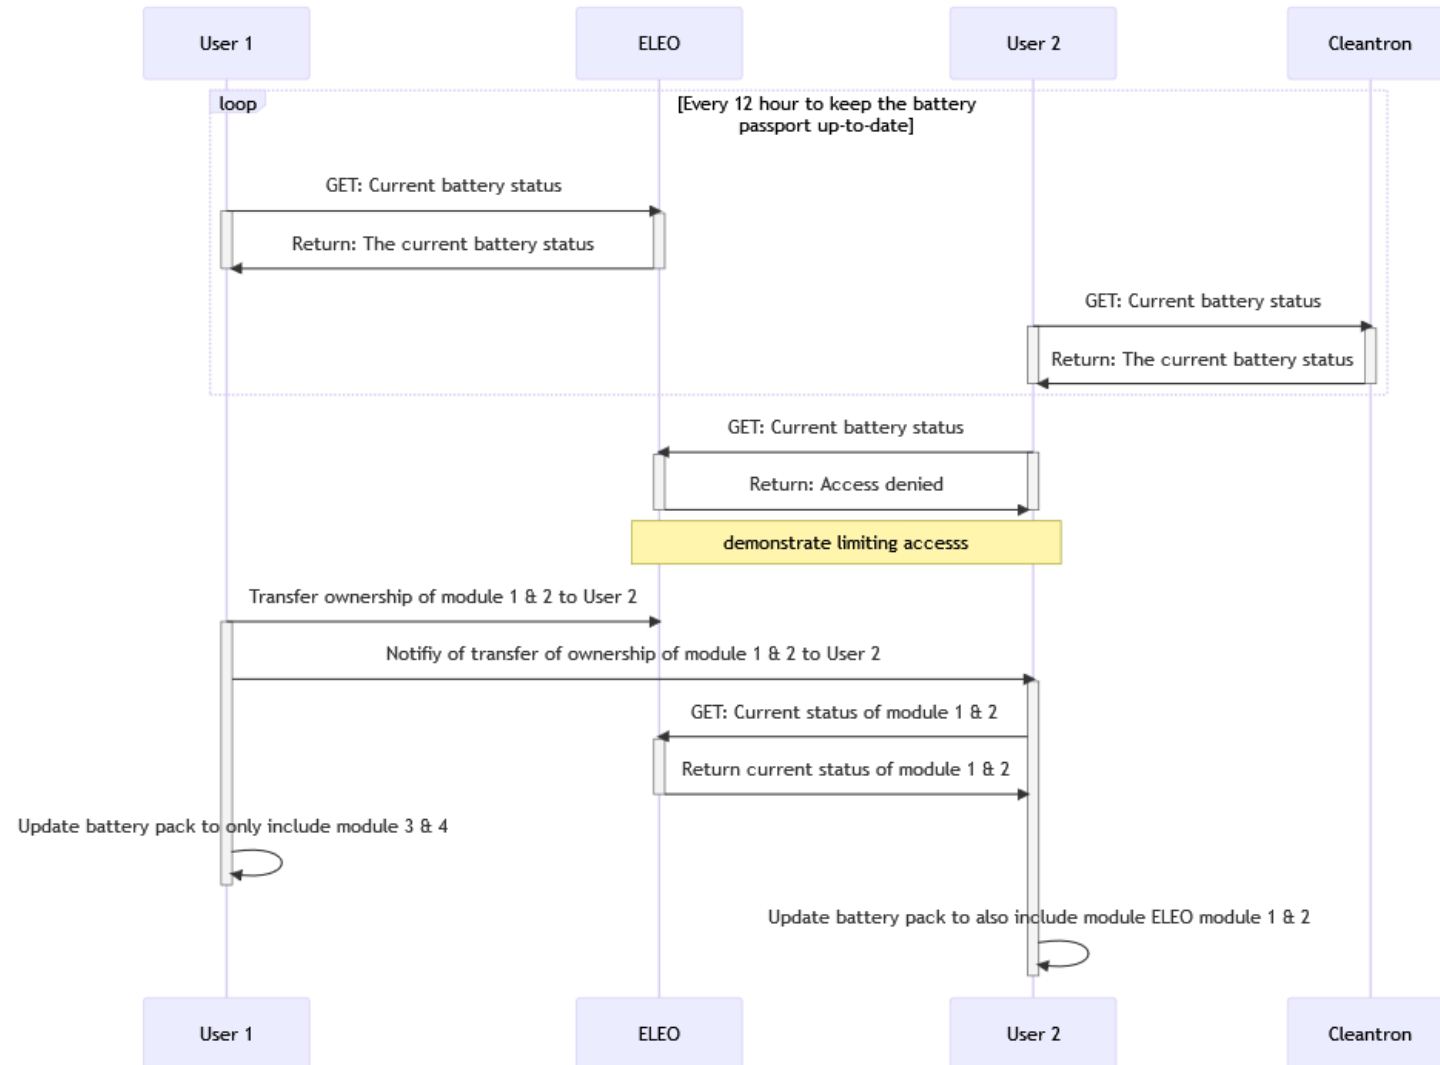 User 1
ELEO
User 2
Cleantron
loop
[Every 12 hour to keep the battery
passport up-to-date]
GET: Current battery status
Return: The current battery status
GET: Current battery status
Return: The current battery status
GET: Current battery status
Return: Access denied
demonstrate limiting accesss
Transfer ownership of module 1 & 2 to User 2
Notifiy of transfer of ownership of module 1 & 2 to User 2
GET: Current status of module 1 & 2
Return current status of module 1 & 2
Update battery pack to only include module 3 & 4
Update battery pack to also include module ELEO module 1 & 2
User 1
ELEO
User 2
Cleantron